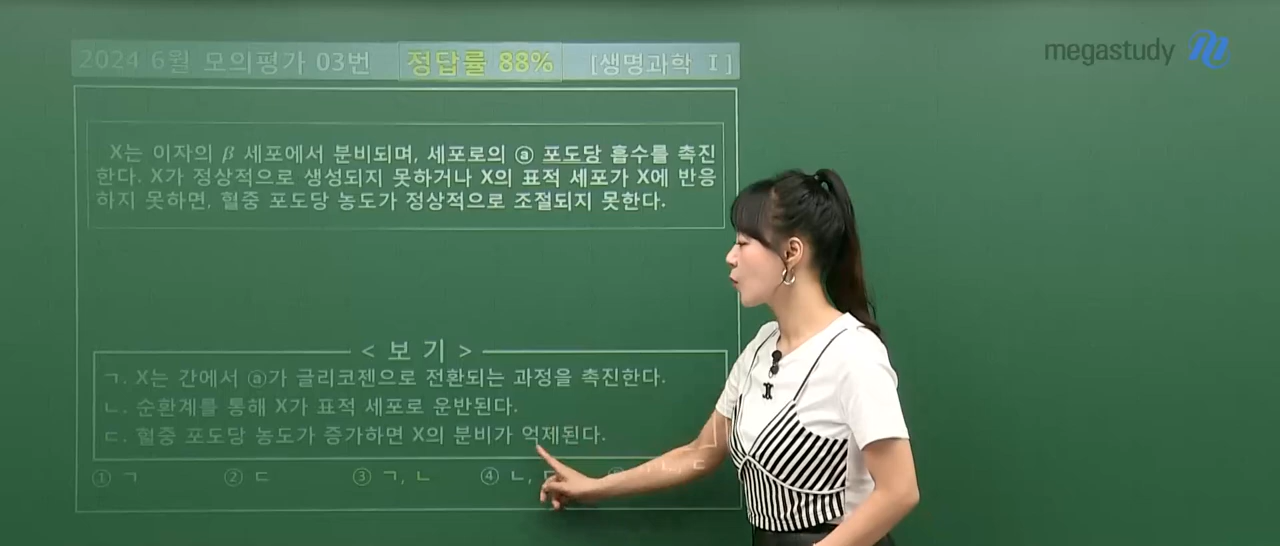 2024 6월 모의평가 03번 정답률 88% [생명과학 Ⅰ]
megastudy
X는 이자의 β 세포에서 분비되며, 세포로의 ⓐ 포도당 흡수를 촉진
한다. X가 정상적으로 생성되지 못하거나 X의 표적 세포가 X에 반응
하지 못하면, 혈중 포도당 농도가 정상적으로 조절되지 못한다.
< 보 기 >
ㄱ. X는 간에서 ⓐ가 글리코젠으로 전환되는 과정을 촉진한다.
ㄴ. 순환계를 통해 X가 표적 세포로 운반된다.
ㄷ. 혈중 포도당 농도가 증가하면 X의 분비가 억제된다.
① ㄱ ② ㄷ ③ ㄱ, ㄴ ④ ㄴ, ㄴ, ㄷ